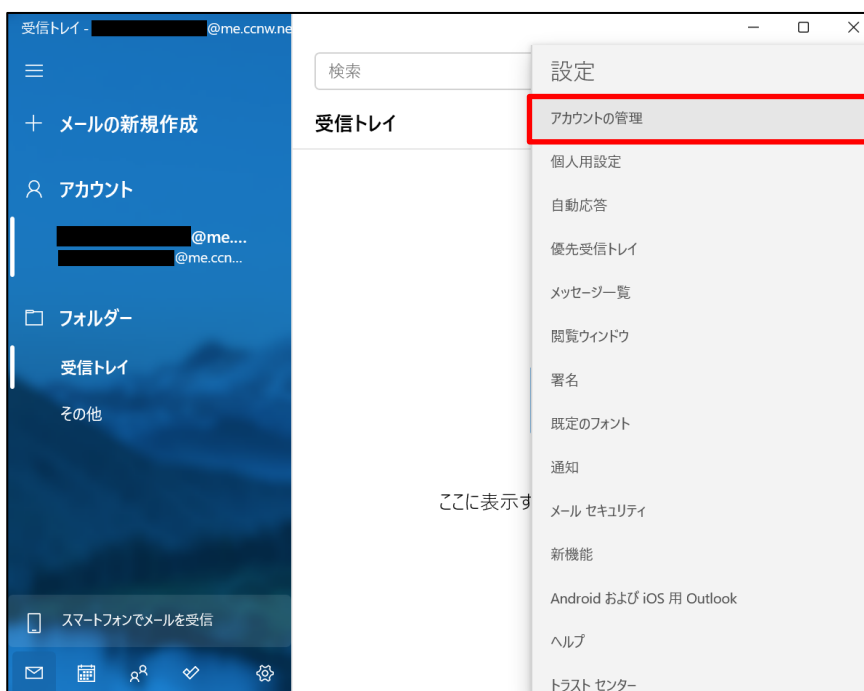 受信トレイ - @me.ccnw.ne
検索
メールの新規作成
受信トレイ
アカウント
@me....
@me.ccn...
フォルダー
受信トレイ
その他
ここに表示す
スマートフォンでメールを受信
設定
アカウントの管理
個人用設定
自動応答
優先受信トレイ
メッセージ一覧
閲覧ウィンドウ
署名
既定のフォント
通知
メール セキュリティ
新機能
Android および iOS 用 Outlook
ヘルプ
トラスト センター